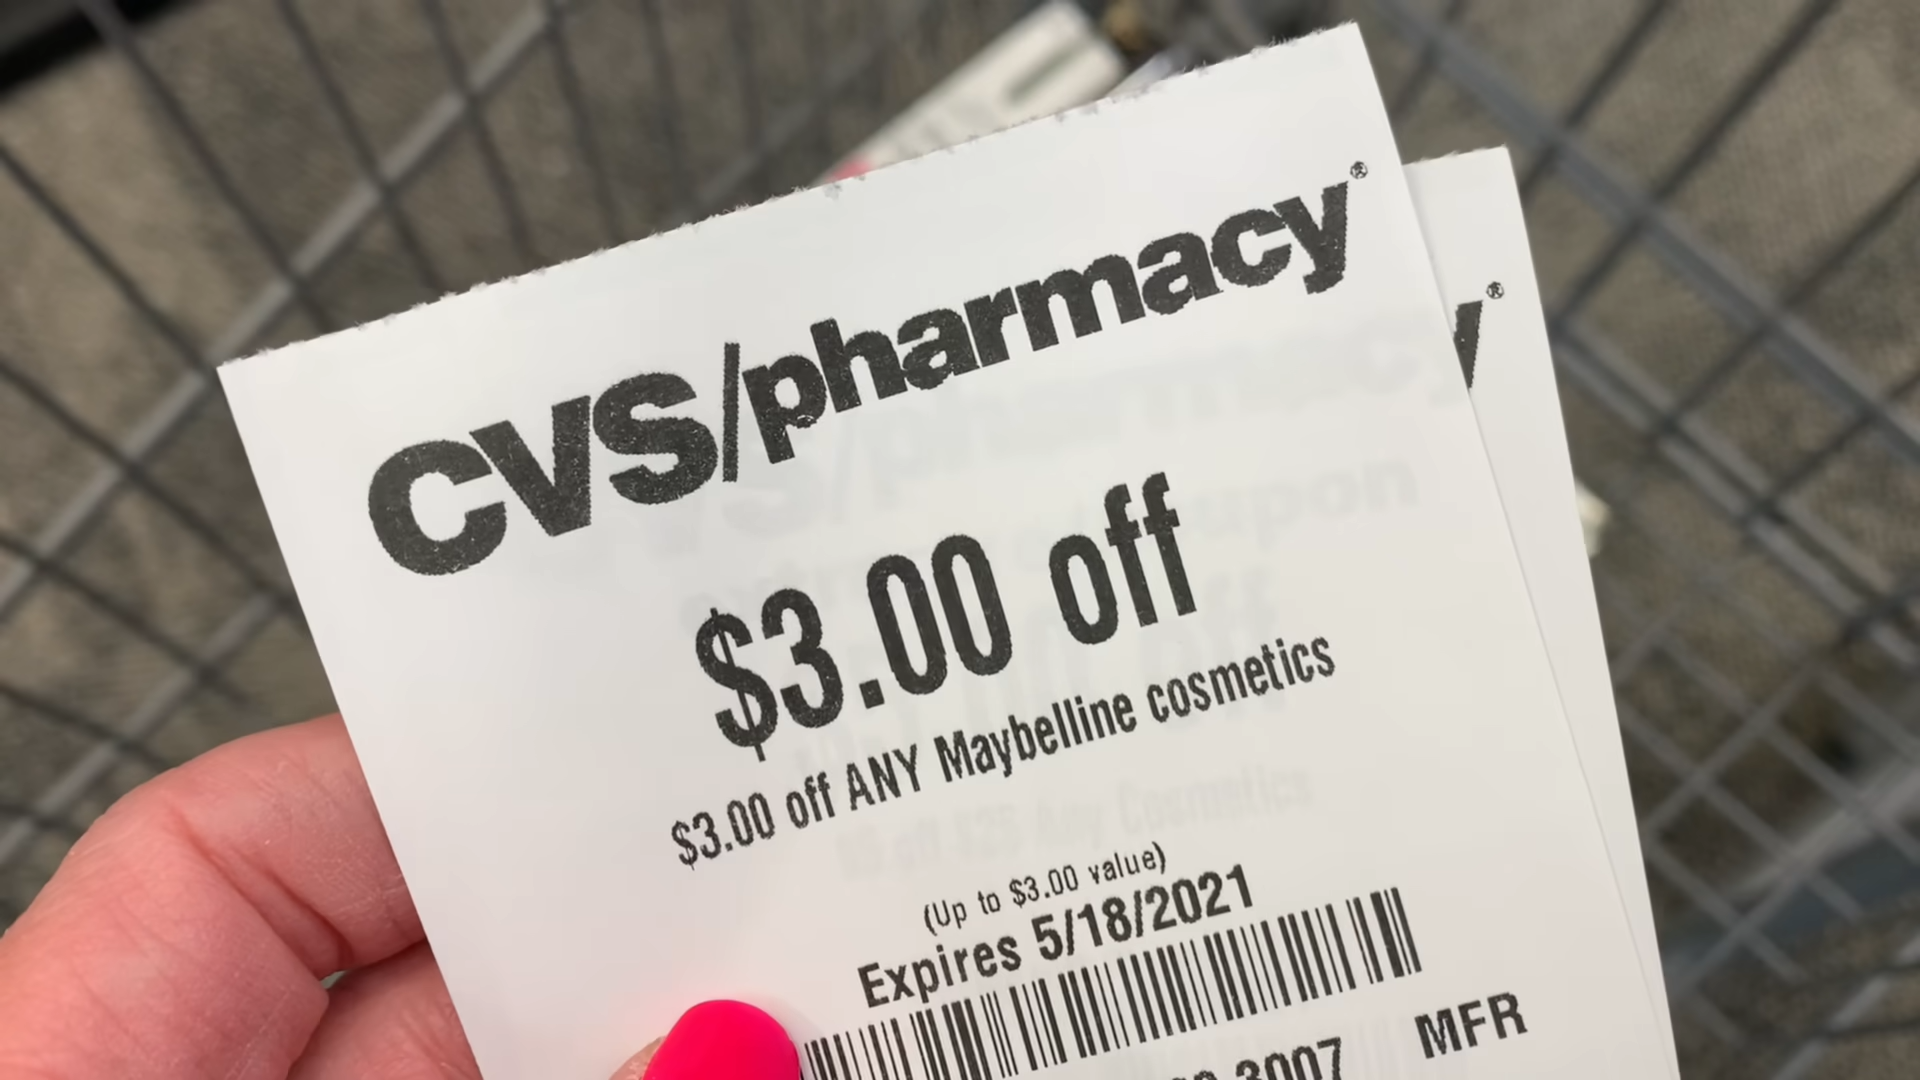 CVS/pharmacy®
$3.00 off
$3.00 off ANY Maybelline cosmetics
(Up to $3.00 value)
Expires 5/18/2021
3007 MFR
y®